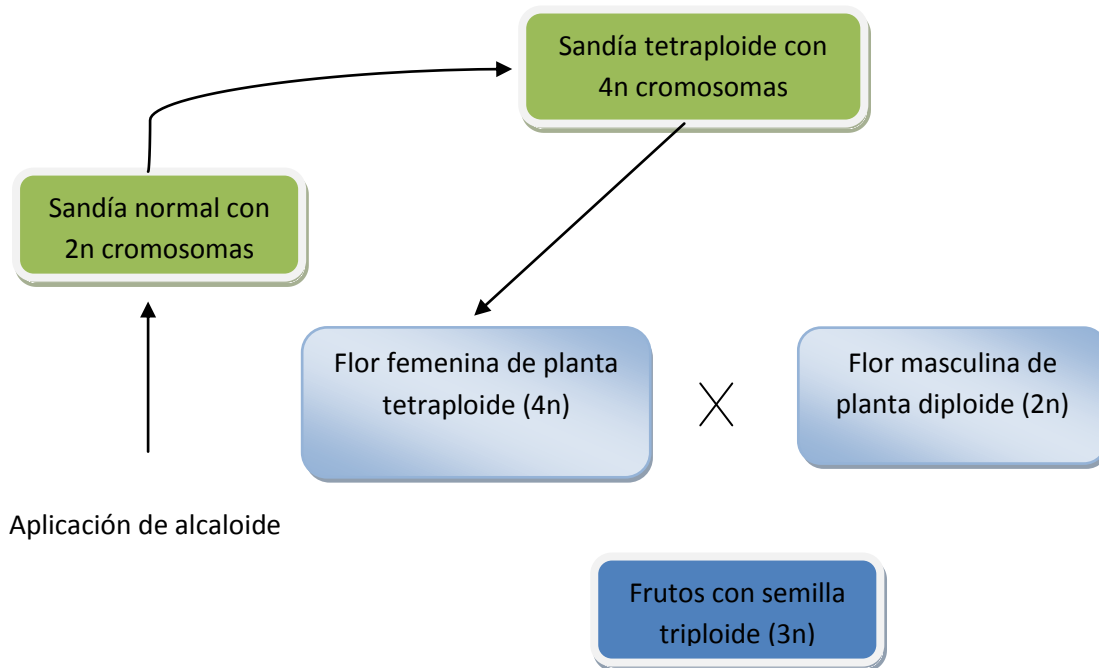 Sandía tetraploide con
4n cromosomas
Sandía normal con
2n cromosomas
Flor femenina de planta
tetraploide (4n)
Flor masculina de
planta diploide (2n)
Aplicación de alcaloide
Frutos con semilla
triploide (3n)